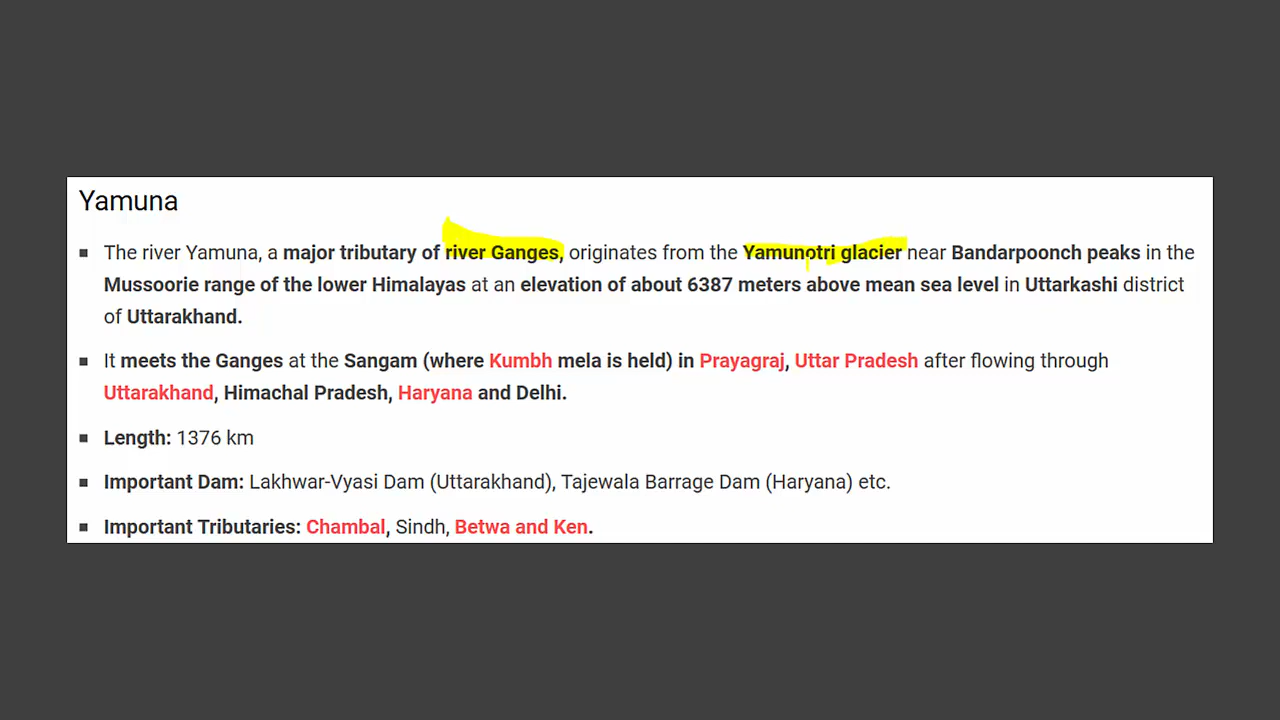 Yamuna
▪ The river Yamuna, a major tributary of river Ganges, originates from the Yamunotri glacier near Bandarpoonch peaks in the
Mussoorie range of the lower Himalayas at an elevation of about 6387 meters above mean sea level in Uttarkashi district
of Uttarakhand.
▪ It meets the Ganges at the Sangam (where Kumbh mela is held) in Prayagraj, Uttar Pradesh after flowing through
Uttarakhand, Himachal Pradesh, Haryana and Delhi.
▪ Length: 1376 km
▪ Important Dam: Lakhwar-Vyasi Dam (Uttarakhand), Tajewala Barrage Dam (Haryana) etc.
▪ Important Tributaries: Chambal, Sindh, Betwa and Ken.